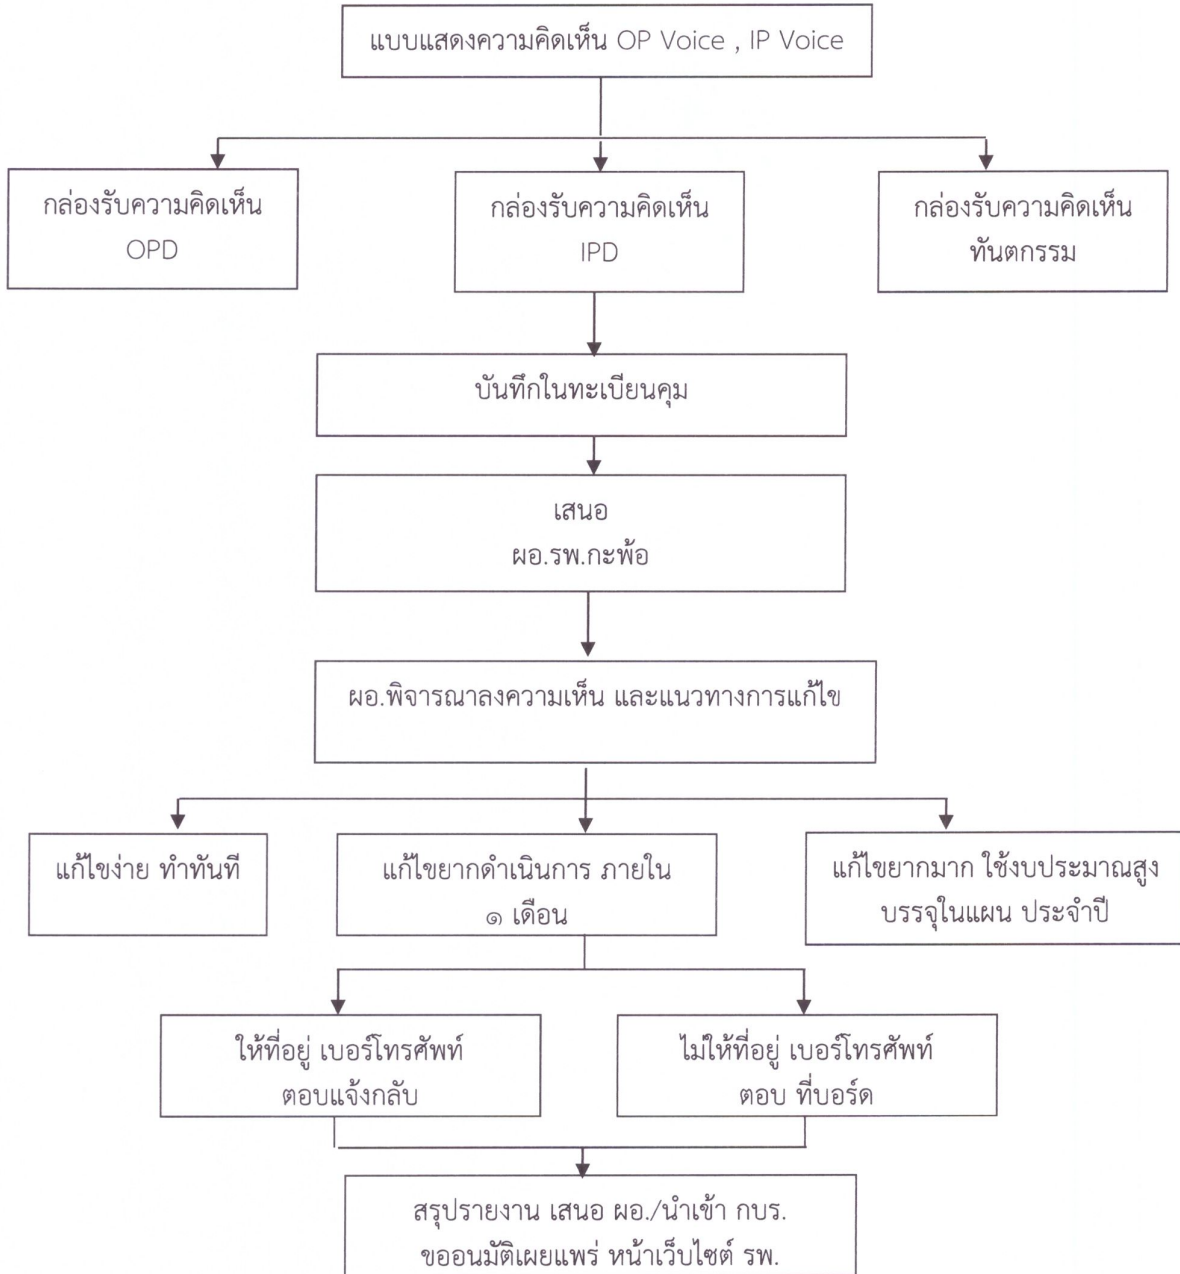 แบบแสดงความคิดเห็น OP Voice , IP Voice
กล่องรับความคิดเห็น
OPD
กล่องรับความคิดเห็น
IPD
กล่องรับความคิดเห็น
ทันตกรรม
บันทึกในทะเบียนคุม
เสนอ
ผอ.รพ.กะพ้อ
ผอ.พิจารณาลงความเห็น และแนวทางการแก้ไข
แก้ไขง่าย ทำทันที
แก้ไขยากดำเนินการ ภายใน
๑ เดือน
แก้ไขยากมาก ใช้งบประมาณสูง
บรรจุในแผน ประจำปี
ให้ที่อยู่ เบอร์โทรศัพท์
ตอบแจ้งกลับ
ไม่ให้ที่อยู่ เบอร์โทรศัพท์
ตอบ ที่บอร์ด
สรุปรายงาน เสนอ ผอ./นำเข้า กบร.
ขออนมัติเผยแพร่ หน้าเว็บไซต์ รพ.